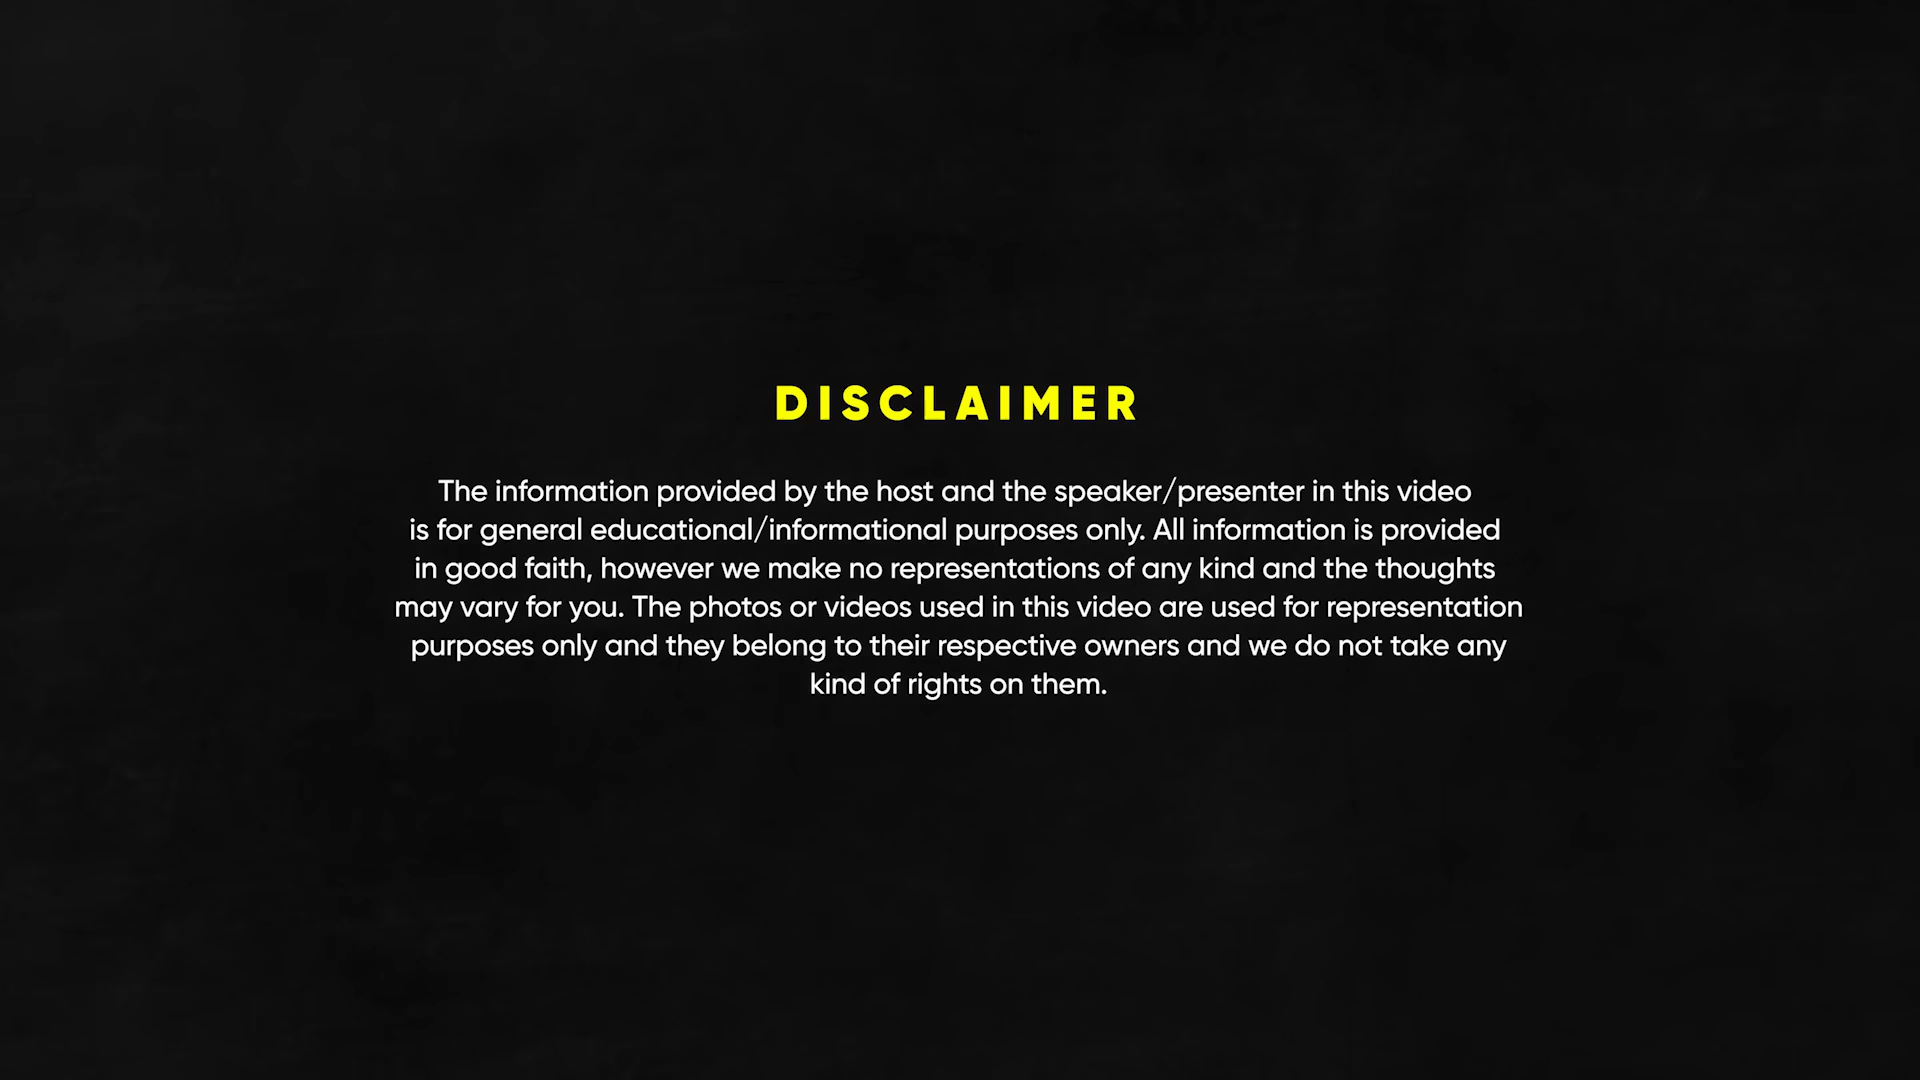 DISCLAIMER
The information provided by the host and the speaker/presenter in this video
is for general educational/informational purposes only. All information is provided
in good faith, however we make no representations of any kind and the thoughts
may vary for you. The photos or videos used in this video are used for representation
purposes only and they belong to their respective owners and we do not take any
kind of rights on them.